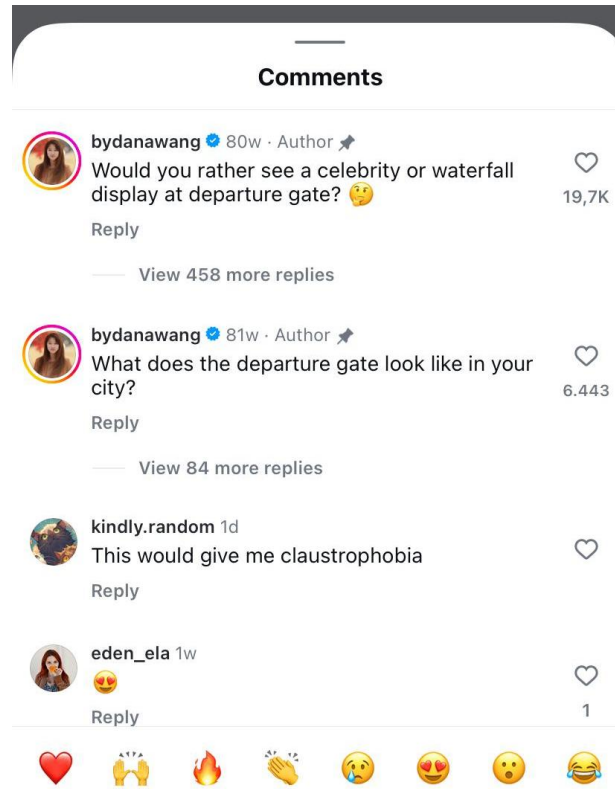 Comments
bydanawang 80w · Author
Would you rather see a celebrity or waterfall
display at departure gate? 🤔
19,7K
Reply
View 458 more replies
bydanawang 81w · Author
What does the departure gate look like in your
city?
6.443
Reply
View 84 more replies
kindly.random 1d
This would give me claustrophobia
Reply
eden_ela 1w
😍
Reply
1